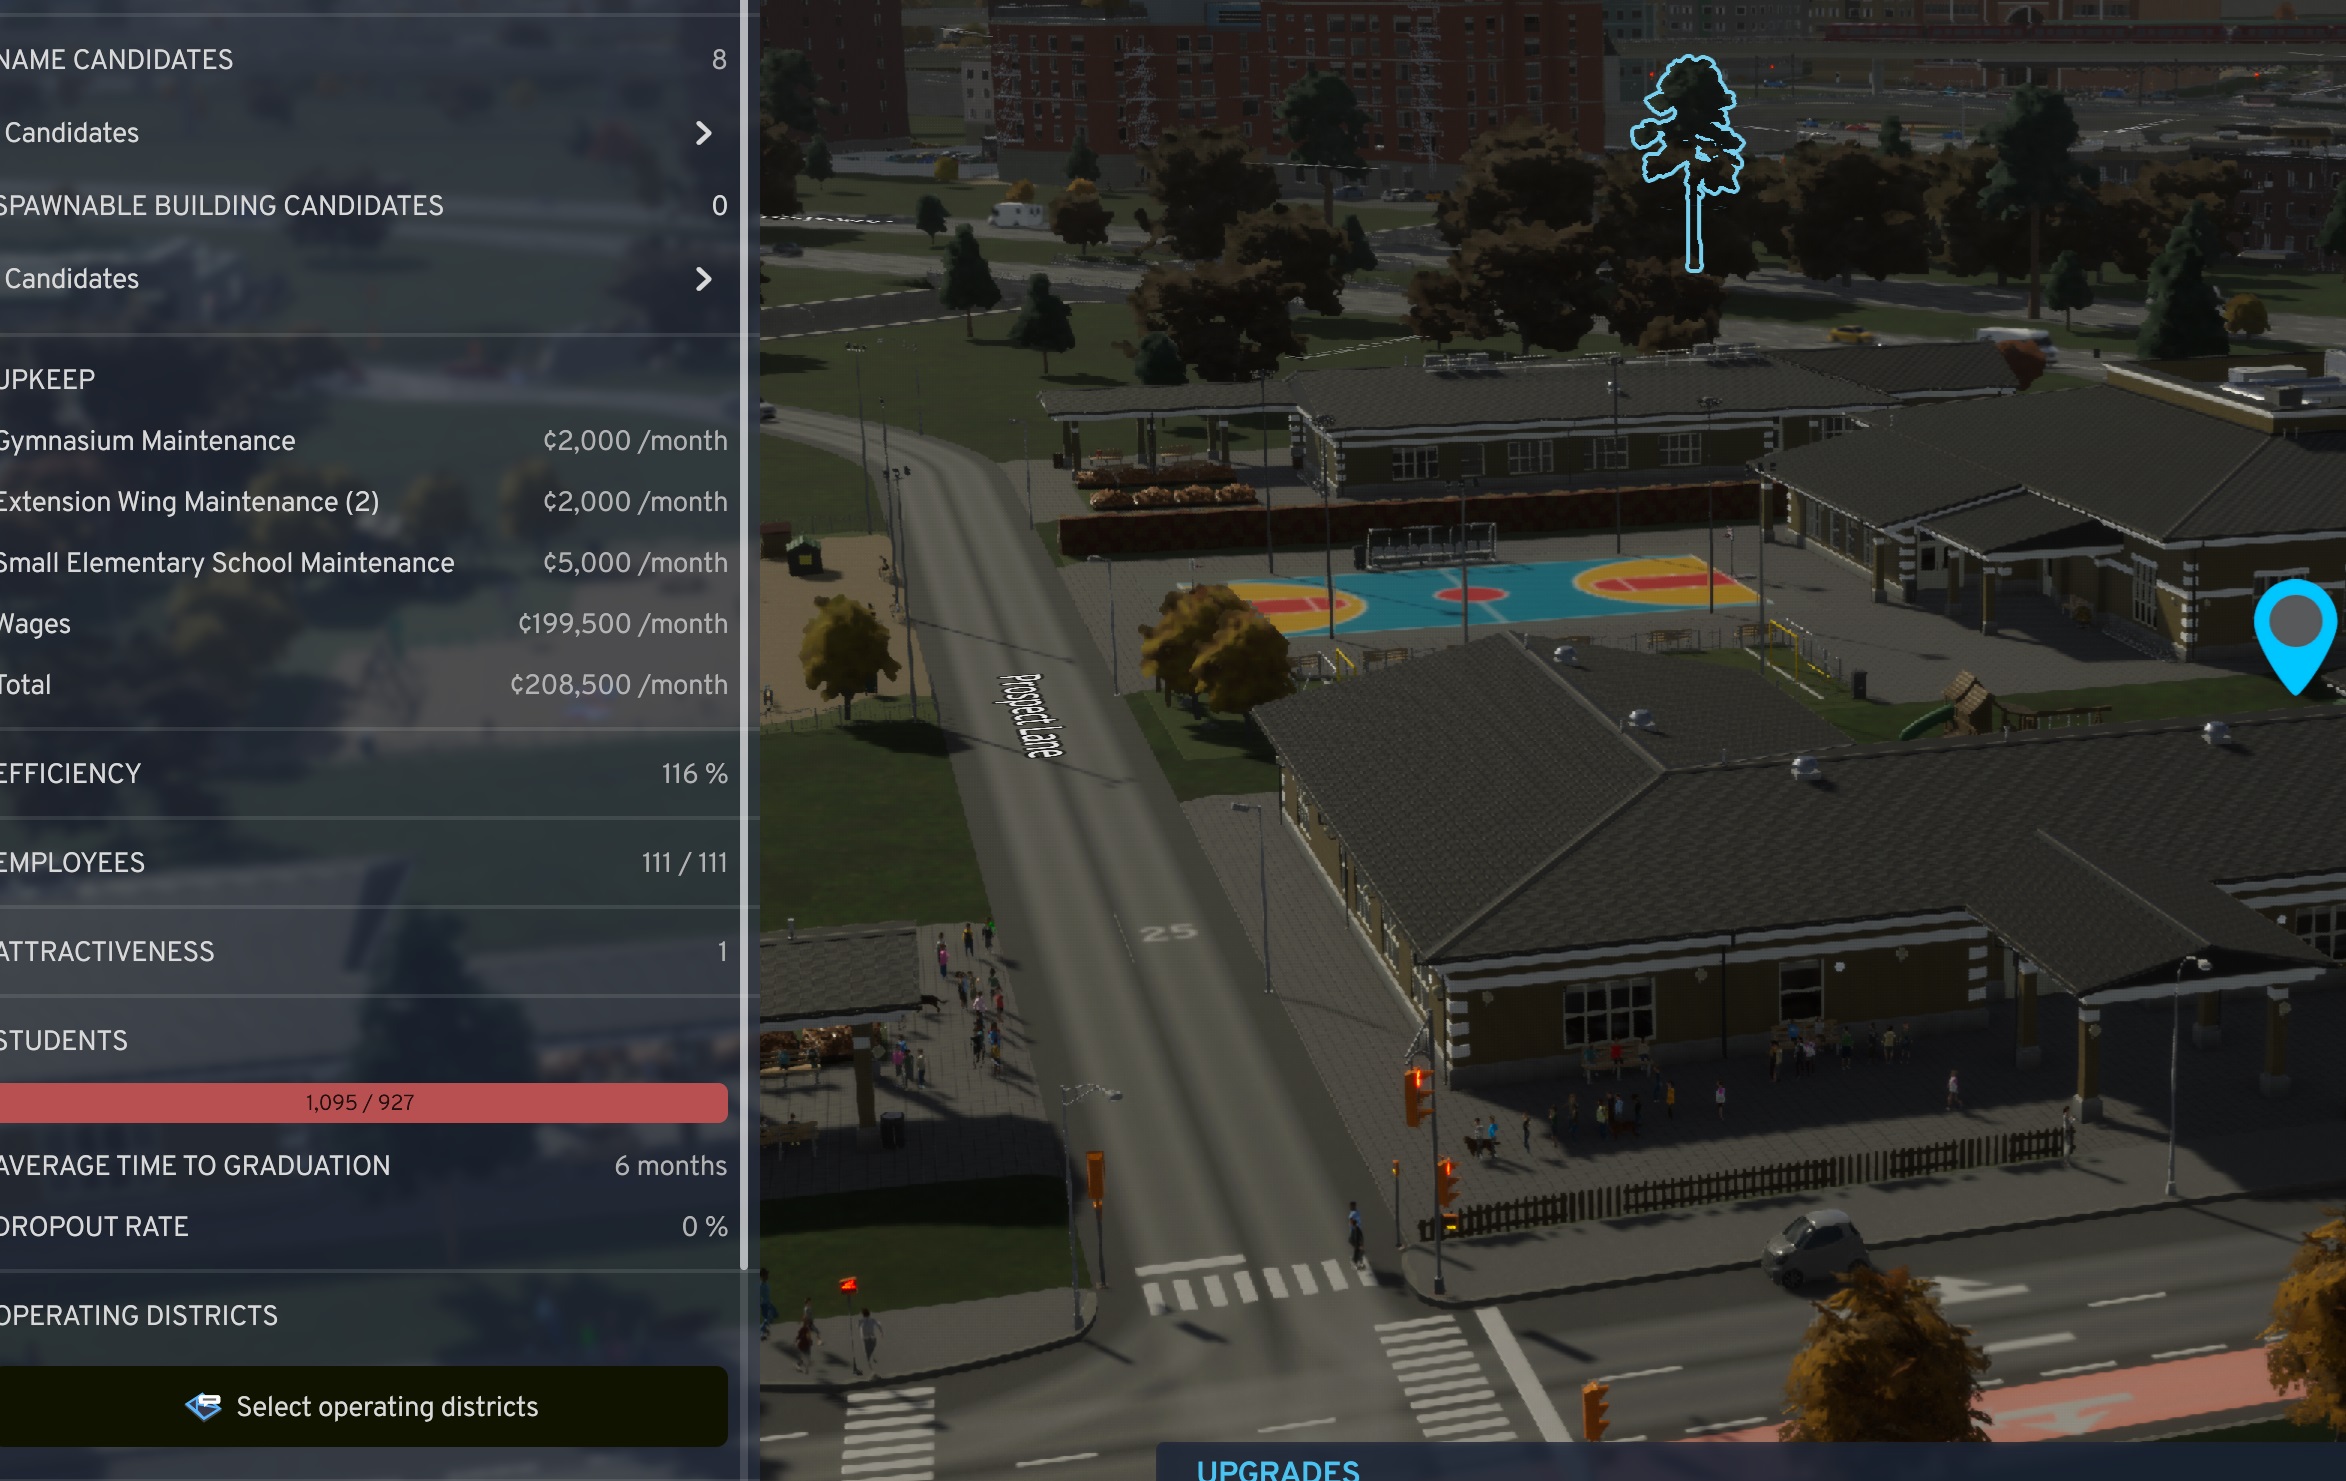 NAME CANDIDATES 8
Candidates
SPAWNABLE BUILDING CANDIDATES 0
Candidates
UPKEEP
Gymnasium Maintenance ¢2,000 /month
Extension Wing Maintenance (2) ¢2,000 /month
Small Elementary School Maintenance ¢5,000 /month
Wages ¢199,500 /month
Total ¢208,500 /month
EFFICIENCY 116 %
EMPLOYEES 111 / 111
ATTRACTIVENESS 1
STUDENTS
1,095 / 927
AVERAGE TIME TO GRADUATION 6 months
DROPOUT RATE 0 %
OPERATING DISTRICTS
Select operating districts
Prospect Lane
25
UPGRADES